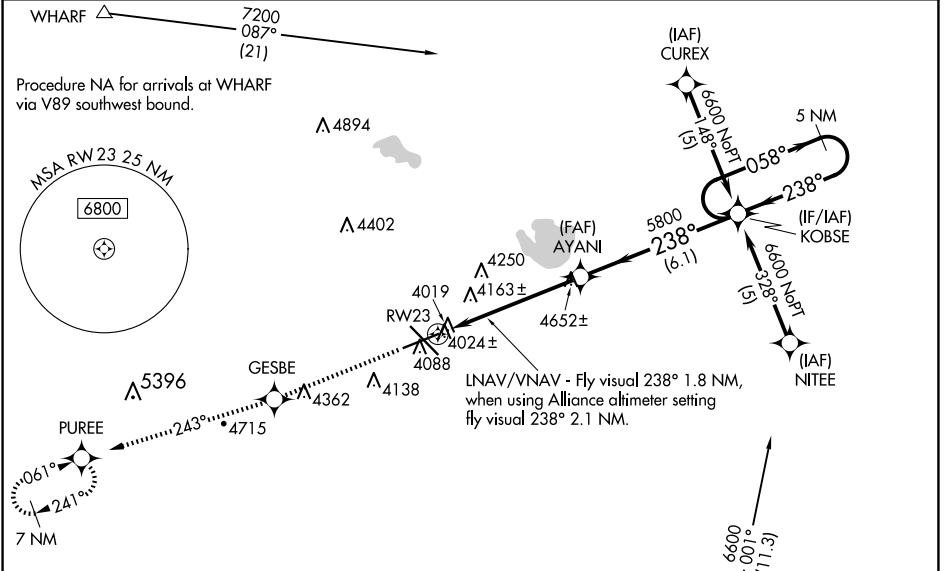 WHARF
7200
087°
(21)
Procedure NA for arrivals at WHARF
via V89 southwest bound.
MSA RW23 25 NM
6800
4894
4402
(IAF)
CUREX
6600 NoPT
148°
(5)
5 NM
058°
238°
(IF/IAF)
KOBSE
5800
238°
(6.1)
(FAF)
AYANI
6600 NoPT
328°
(5)
(IAF)
NITEE
4250
4163±
4652±
4019
RW23
4024±
4088
4138
4362
GESBE
LNAV/VNAV - Fly visual 238° 1.8 NM,
when using Alliance altimeter setting
fly visual 238° 2.1 NM.
5396
243°
4715
PUREE
061°
241°
7 NM
6600
001°
11.3)